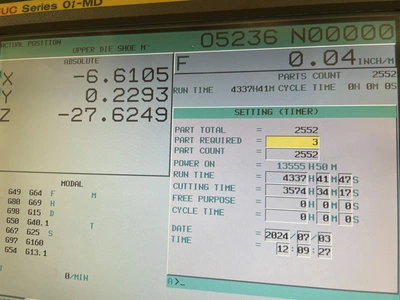 Series 0i-MD
ACTUAL POSITION
UPPER DIE SHOE M
O5236 N00000
ABSOLUTE
X -6.6105
Y 0.2293
Z -27.6249
F 0.04 INCH/M
PARTS COUNT 2552
RUN TIME 4337H41M CYCLE TIME 0H 0M 0S
SETTING (TIMER)
PART TOTAL = 2552
PART REQUIRED = 3
PART COUNT = 2552
POWER ON = 13555 H 50 M
RUN TIME = 4337 H 41 M 47 S
CUTTING TIME = 3574 H 34 M 17 S
FREE PURPOSE = 0 H 0 M 0 S
CYCLE TIME = 0 H 0 M 0 S
DATE = 2024/07/03
TIME = 12:09:27
MODAL
G49 G64 F M
G80 G69 H
G98 G15 D
G50 G40.1 T
G67 G25 S
G97 G160
G54 G13.1
0/MIN
A>_